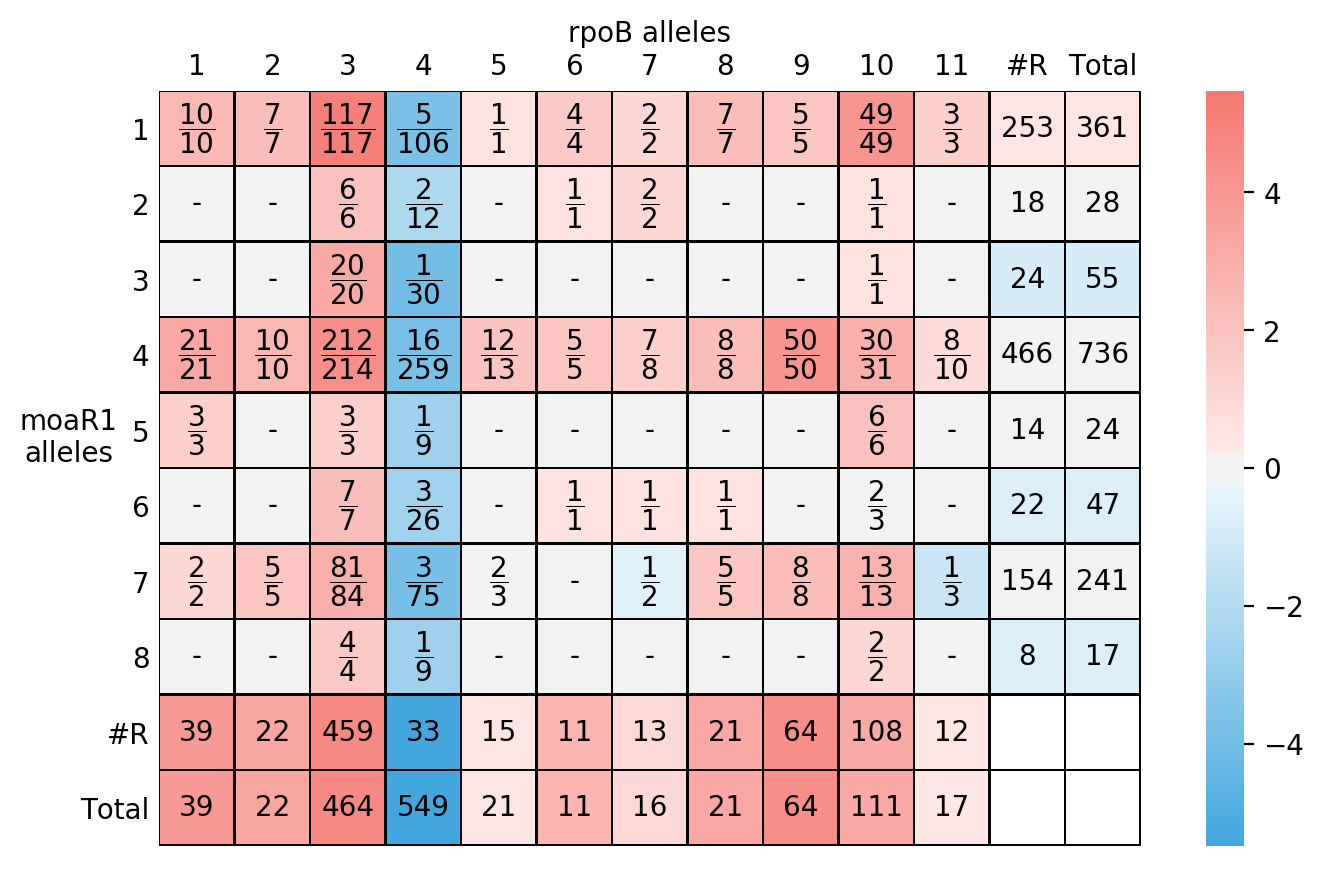 rpoB alleles
1 2 3 4 5 6 7 8 9 10 11 #R Total
1 10/10 7/7 117/117 5/106 1/1 4/4 2/2 7/7 5/5 49/49 3/3 253 361
2 - - 6/6 2/12 - 1/1 2/2 - - 1/1 - 18 28
3 - - 20/20 1/30 - - - - - 1/1 - 24 55
4 21/21 10/10 212/214 16/259 12/13 5/5 7/8 8/8 50/50 30/31 8/10 466 736
moaR1
alleles
5 3/3 - 3/3 1/9 - - - - - 6/6 - 14 24
6 - - 7/7 3/26 - 1/1 1/1 1/1 - 2/3 - 22 47
7 2/2 5/5 81/84 3/75 2/3 - 1/2 5/5 8/8 13/13 1/3 154 241
8 - - 4/4 1/9 - - - - - 2/2 - 8 17
#R 39 22 459 33 15 11 13 21 64 108 12
Total 39 22 464 549 21 11 16 21 64 111 17
4
2
0
−2
−4